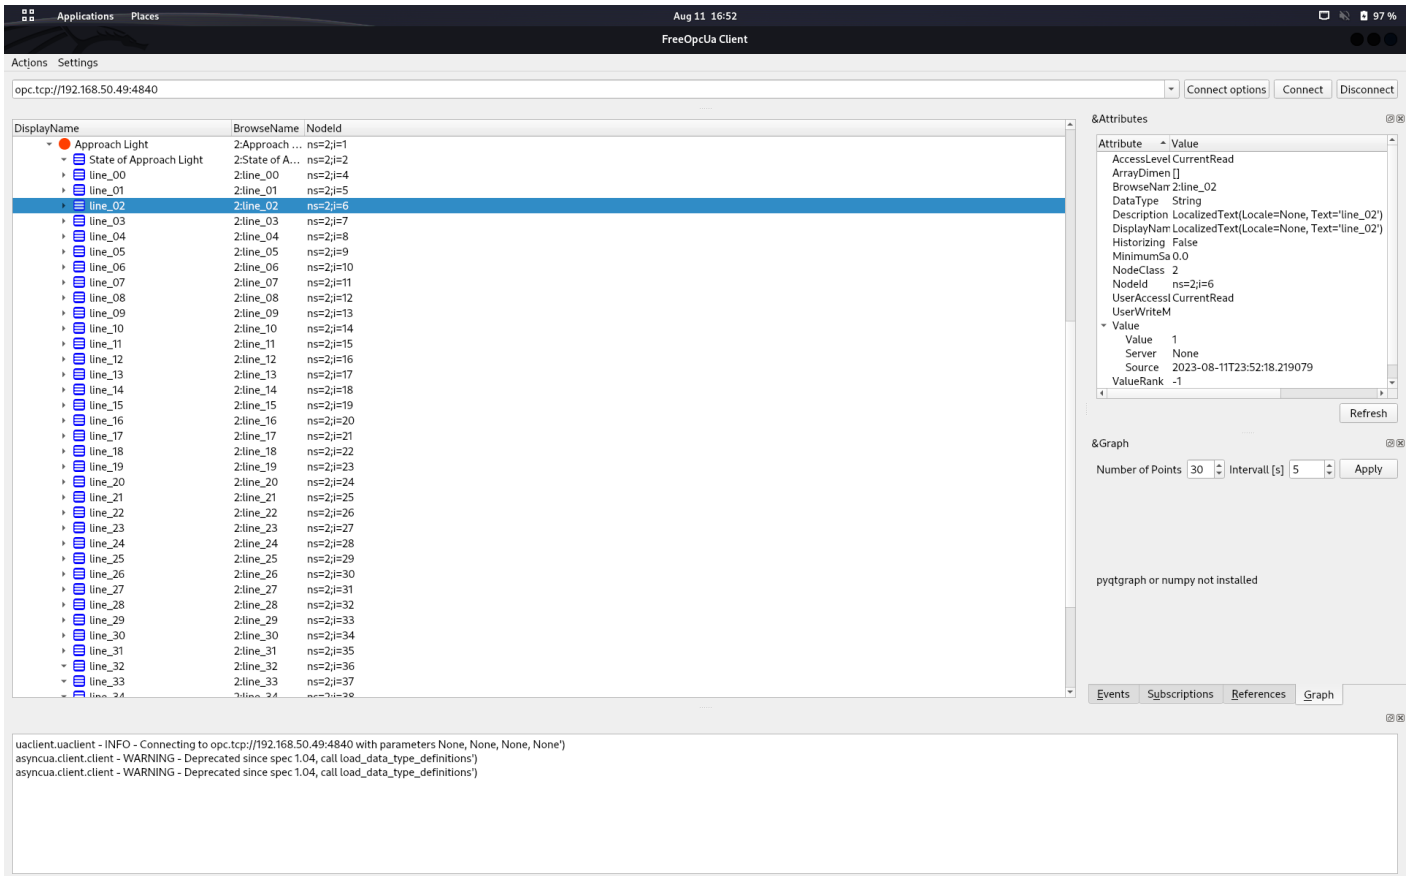 Applications Places Aug 11 16:52 97 %
FreeOpcUa Client
Actions Settings
opc.tcp://192.168.50.49:4840 Connect options Connect Disconnect
DisplayName BrowseName NodeId
Approach Light 2:Approach ... ns=2;i=1
State of Approach Light 2:State of A... ns=2;i=2
line_00 2:line_00 ns=2;i=4
line_01 2:line_01 ns=2;i=5
line_02 2:line_02 ns=2;i=6
line_03 2:line_03 ns=2;i=7
line_04 2:line_04 ns=2;i=8
line_05 2:line_05 ns=2;i=9
line_06 2:line_06 ns=2;i=10
line_07 2:line_07 ns=2;i=11
line_08 2:line_08 ns=2;i=12
line_09 2:line_09 ns=2;i=13
line_10 2:line_10 ns=2;i=14
line_11 2:line_11 ns=2;i=15
line_12 2:line_12 ns=2;i=16
line_13 2:line_13 ns=2;i=17
line_14 2:line_14 ns=2;i=18
line_15 2:line_15 ns=2;i=19
line_16 2:line_16 ns=2;i=20
line_17 2:line_17 ns=2;i=21
line_18 2:line_18 ns=2;i=22
line_19 2:line_19 ns=2;i=23
line_20 2:line_20 ns=2;i=24
line_21 2:line_21 ns=2;i=25
line_22 2:line_22 ns=2;i=26
line_23 2:line_23 ns=2;i=27
line_24 2:line_24 ns=2;i=28
line_25 2:line_25 ns=2;i=29
line_26 2:line_26 ns=2;i=30
line_27 2:line_27 ns=2;i=31
line_28 2:line_28 ns=2;i=32
line_29 2:line_29 ns=2;i=33
line_30 2:line_30 ns=2;i=34
line_31 2:line_31 ns=2;i=35
line_32 2:line_32 ns=2;i=36
line_33 2:line_33 ns=2;i=37
line_34 2:line_34 ns=2;i=38
&Attributes
Attribute Value
AccessLevel CurrentRead
ArrayDimen []
BrowseNam 2:line_02
DataType String
Description LocalizedText(Locale=None, Text='line_02')
DisplayNam LocalizedText(Locale=None, Text='line_02')
Historizing False
MinimumSa 0.0
NodeClass 2
NodeId ns=2;i=6
UserAccessl CurrentRead
UserWriteM
Value
Value 1
Server None
Source 2023-08-11T23:52:18.219079
ValueRank -1
Refresh
&Graph
Number of Points 30 Intervall [s] 5 Apply
pyqtgraph or numpy not installed
Events Subscriptions References Graph
uaclient.uaclient - INFO - Connecting to opc.tcp://192.168.50.49:4840 with parameters None, None, None, None')
asyncua.client.client - WARNING - Deprecated since spec 1.04, call load_data_type_definitions')
asyncua.client.client - WARNING - Deprecated since spec 1.04, call load_data_type_definitions')